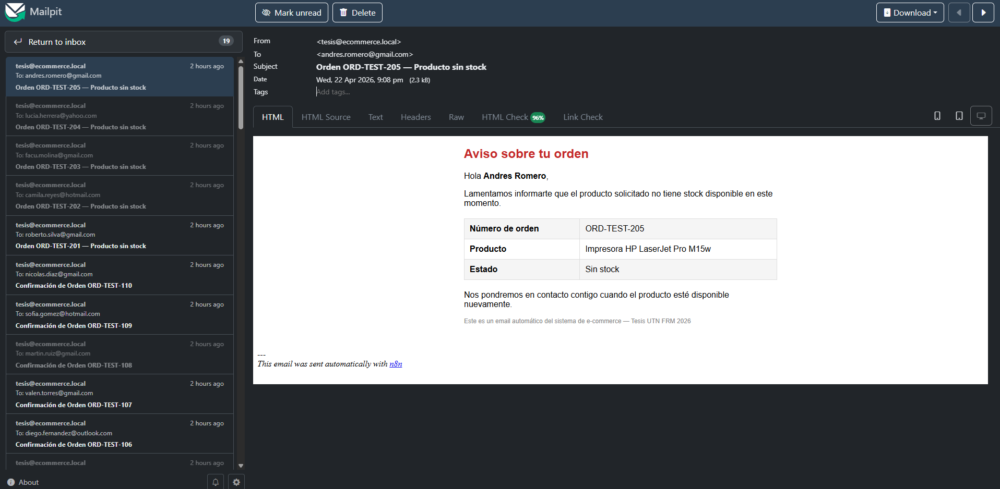 Mailpit
Mark unread
Delete
Download
Return to inbox
19
tesis@ecommerce.local 2 hours ago
To: andres.romero@gmail.com
Orden ORD-TEST-205 — Producto sin stock
tesis@ecommerce.local 2 hours ago
To: lucia.herrera@yahoo.com
Orden ORD-TEST-204 — Producto sin stock
tesis@ecommerce.local 2 hours ago
To: facu.molina@gmail.com
Orden ORD-TEST-203 — Producto sin stock
tesis@ecommerce.local 2 hours ago
To: camila.reyes@hotmail.com
Orden ORD-TEST-202 — Producto sin stock
tesis@ecommerce.local 2 hours ago
To: roberto.silva@gmail.com
Orden ORD-TEST-201 — Producto sin stock
tesis@ecommerce.local 2 hours ago
To: nicolas.diaz@gmail.com
Confirmación de Orden ORD-TEST-110
tesis@ecommerce.local 2 hours ago
To: sofia.gomez@hotmail.com
Confirmación de Orden ORD-TEST-109
tesis@ecommerce.local 2 hours ago
To: martin.ruiz@gmail.com
Confirmación de Orden ORD-TEST-108
tesis@ecommerce.local 2 hours ago
To: valen.torres@gmail.com
Confirmación de Orden ORD-TEST-107
tesis@ecommerce.local 2 hours ago
To: diego.fernandez@outlook.com
Confirmación de Orden ORD-TEST-106
tesis@ecommerce.local 2 hours ago
About
From <tesis@ecommerce.local>
To <andres.romero@gmail.com>
Subject Orden ORD-TEST-205 — Producto sin stock
Date Wed, 22 Apr 2026, 9:08 pm (2.3 kB)
Tags Add tags...
HTML HTML Source Text Headers Raw HTML Check 96% Link Check
Aviso sobre tu orden
Hola Andres Romero,
Lamentamos informarte que el producto solicitado no tiene stock disponible en este
momento.
Número de orden ORD-TEST-205
Producto Impresora HP LaserJet Pro M15w
Estado Sin stock
Nos pondremos en contacto contigo cuando el producto esté disponible
nuevamente.
Este es un email automático del sistema de e-commerce — Tesis UTN FRM 2026
---
This email was sent automatically with n8n